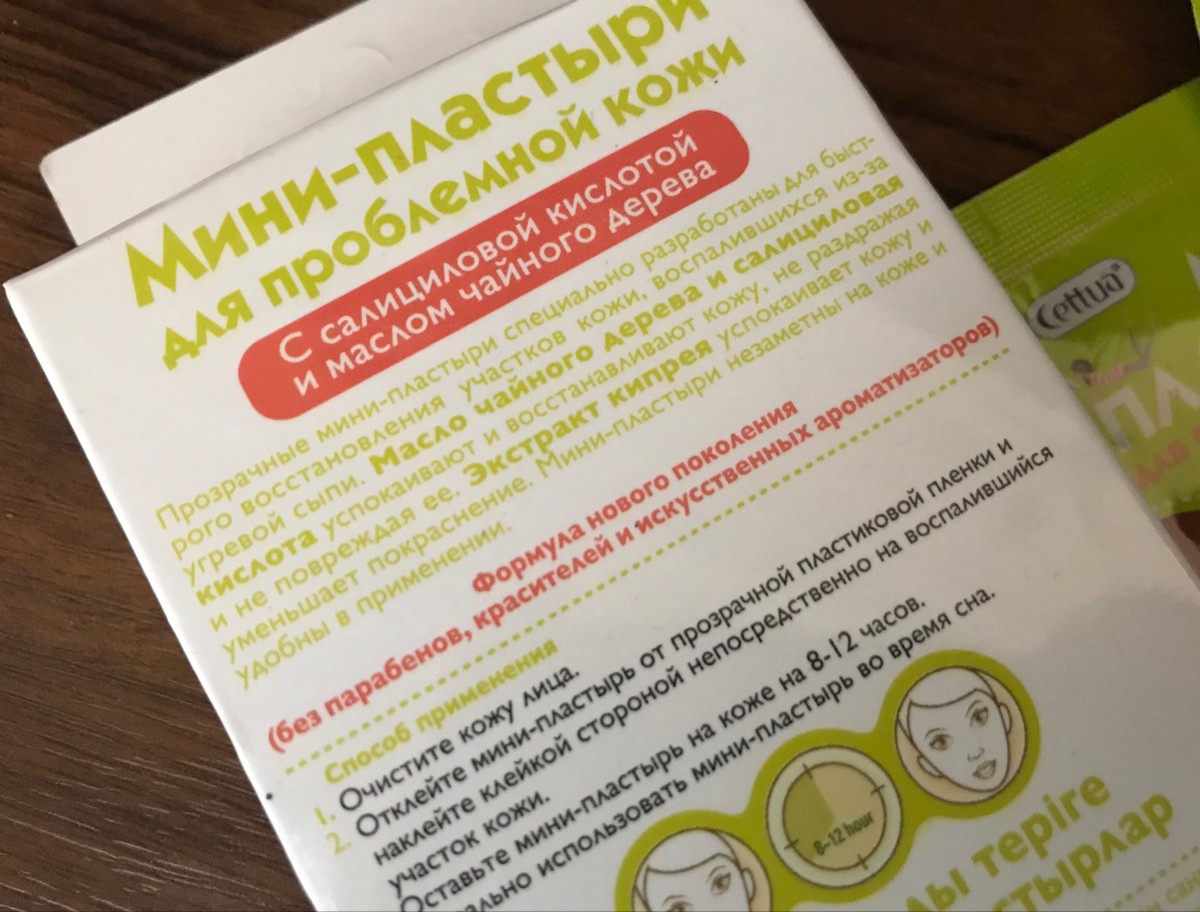 Мини-пластыри
для проблемной кожи
С салициловой кислотой
и маслом чайного дерева
Прозрачные мини-пластыри специально разработаны для быст-
рого восстановления участков кожи, воспалившихся из-за
угревой сыпи. Масло чайного дерева и салициловая
кислота успокаивают и восстанавливают кожу, не раздражая
и не повреждая ее. Экстракт кипрея успокаивает кожу и
уменьшает покраснение. Мини-пластыри незаметны на коже и
удобны в применении.
Формула нового поколения
(без парабенов, красителей и искусственных ароматизаторов)
Способ применения
1. Очистите кожу лица.
2. Отклейте мини-пластырь от прозрачной пластиковой пленки и
наклейте клейкой стороной непосредственно на воспалившийся
участок кожи.
Оставьте мини-пластырь на коже на 8-12 часов.
использовать мини-пластырь во время сна.
8-12 hour
теріге
Cettua
для